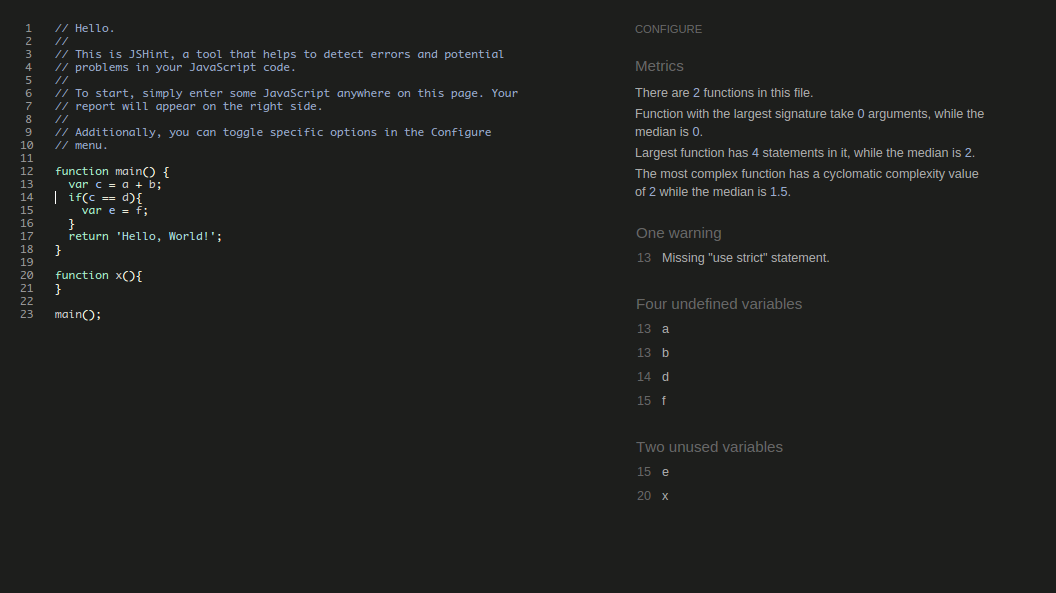 1 // Hello.
2 //
3 // This is JSHint, a tool that helps to detect errors and potential
4 // problems in your JavaScript code.
5 //
6 // To start, simply enter some JavaScript anywhere on this page. Your
7 // report will appear on the right side.
8 //
9 // Additionally, you can toggle specific options in the Configure
10 // menu.
11
12 function main() {
13   var c = a + b;
14   if(c == d){
15     var e = f;
16   }
17   return 'Hello, World!';
18 }
19
20 function x(){
21 }
22
23 main();
CONFIGURE
Metrics
There are 2 functions in this file.
Function with the largest signature take 0 arguments, while the
median is 0.
Largest function has 4 statements in it, while the median is 2.
The most complex function has a cyclomatic complexity value
of 2 while the median is 1.5.
One warning
13 Missing "use strict" statement.
Four undefined variables
13 a
13 b
14 d
15 f
Two unused variables
15 e
20 x